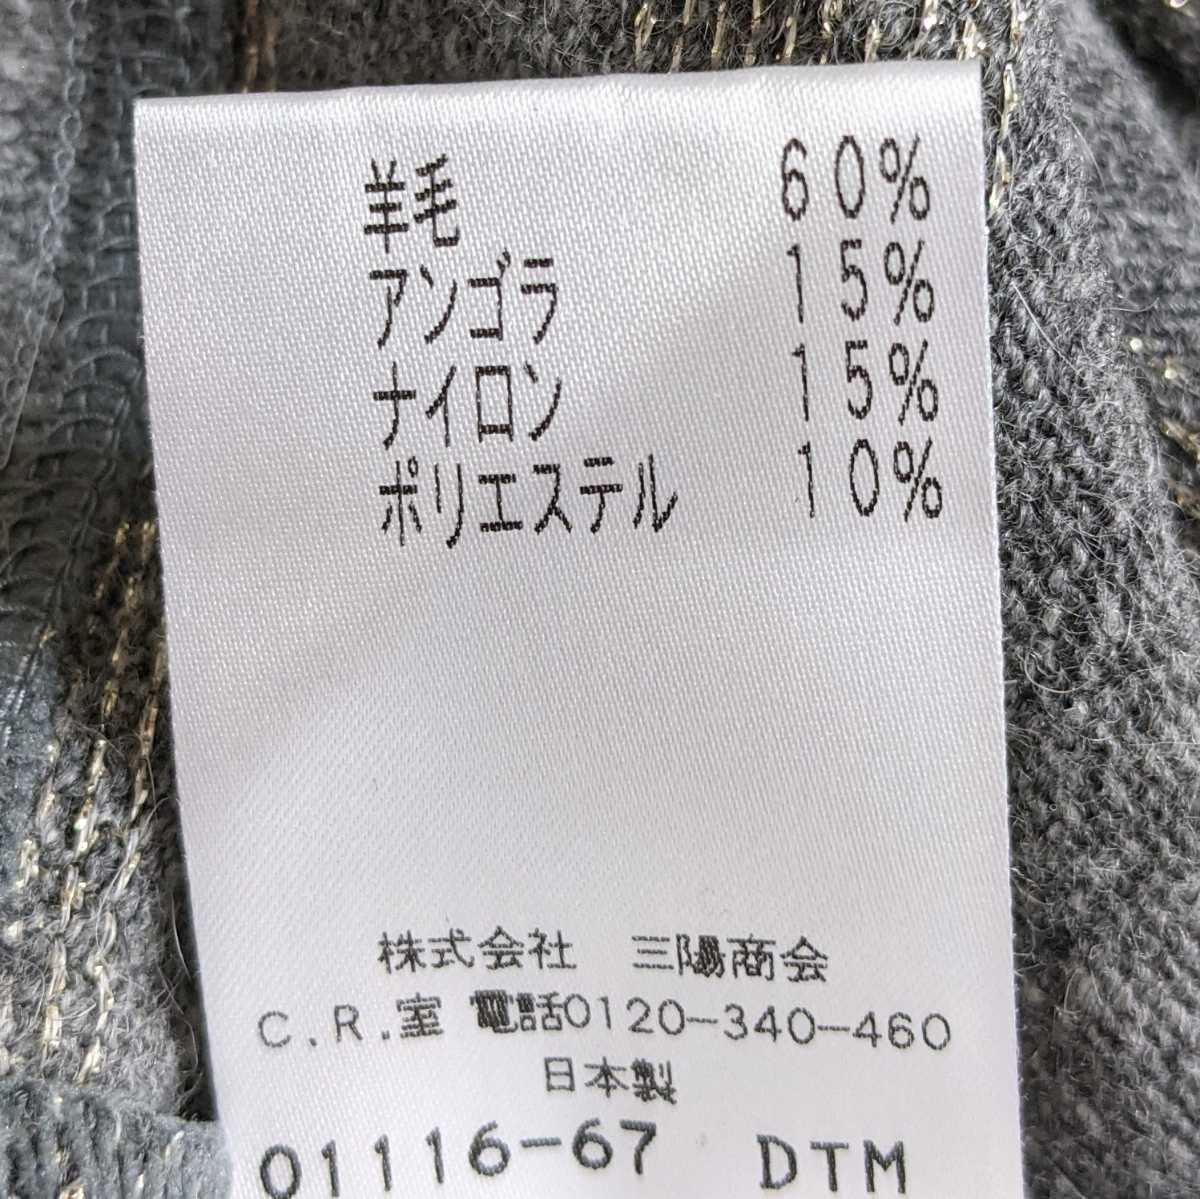 羊毛 60%
アンゴラ 15%
ナイロン 15%
ポリエステル 10%
株式会社 三陽商会
C.R.室 電話0120-340-460
日本製
01116-67 DTM